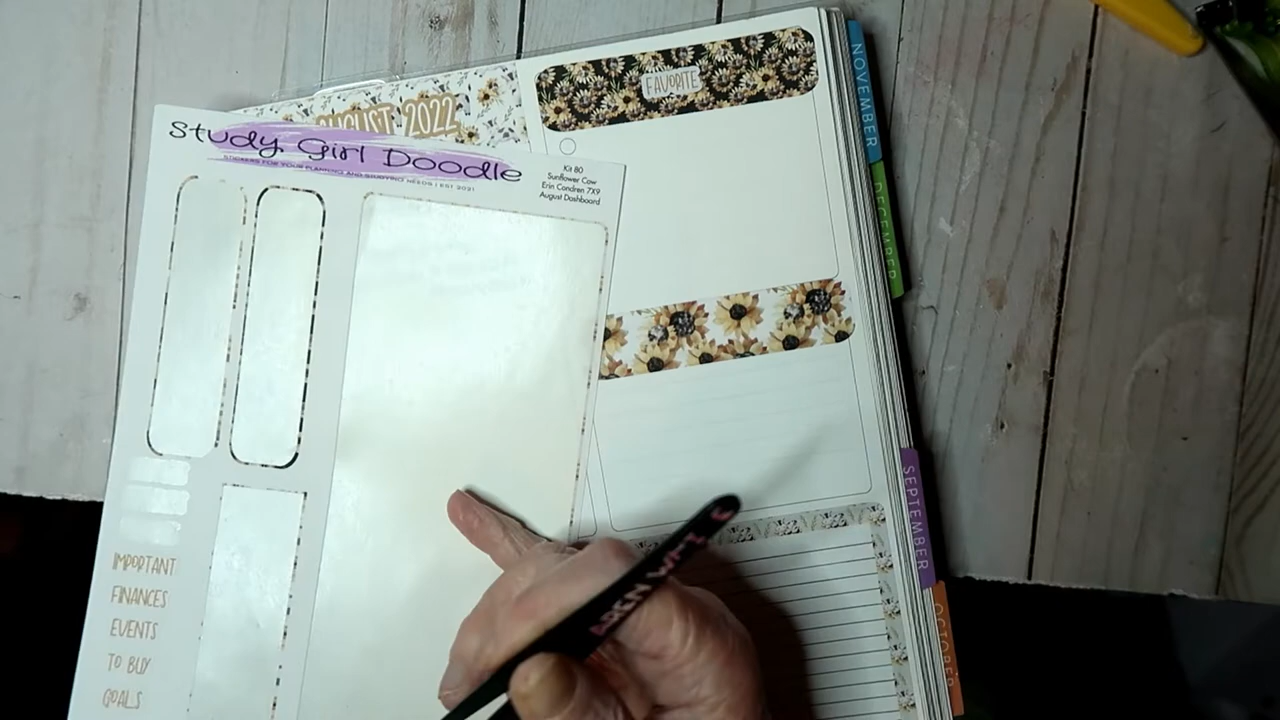 AUGUST 2022
FAVORITE
Study Girl Doodle
STICKERS FOR YOUR PLANNING AND STUDYING NEEDS | EST 2021
Kit 80
Sunflower Cow
Erin Condren 7X9
August Dashboard
IMPORTANT
FINANCES
EVENTS
TO BUY
GOALS
NOVEMBER
DECEMBER
SEPTEMBER
OCTOBER